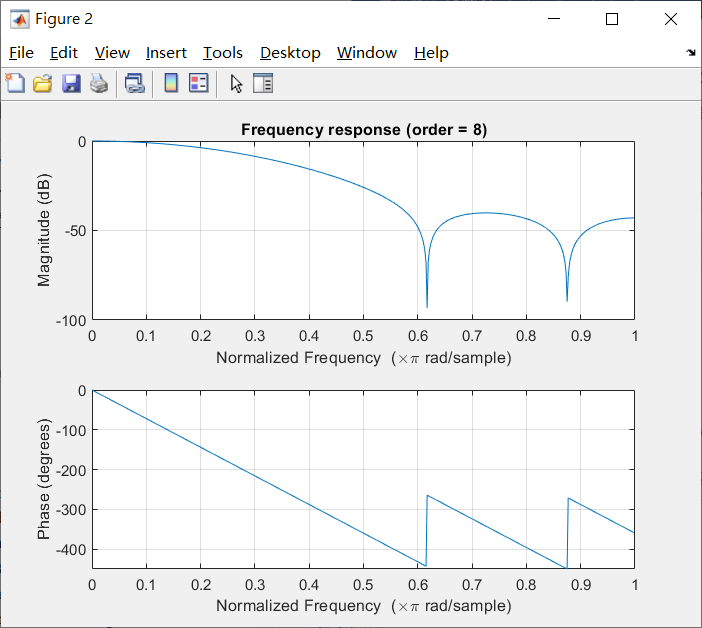 Figure 2
File Edit View Insert Tools Desktop Window Help
Frequency response (order = 8)
Magnitude (dB)
0
-50
-100
0 0.1 0.2 0.3 0.4 0.5 0.6 0.7 0.8 0.9 1
Normalized Frequency (×π rad/sample)
Phase (degrees)
0
-100
-200
-300
-400
0 0.1 0.2 0.3 0.4 0.5 0.6 0.7 0.8 0.9 1
Normalized Frequency (×π rad/sample)